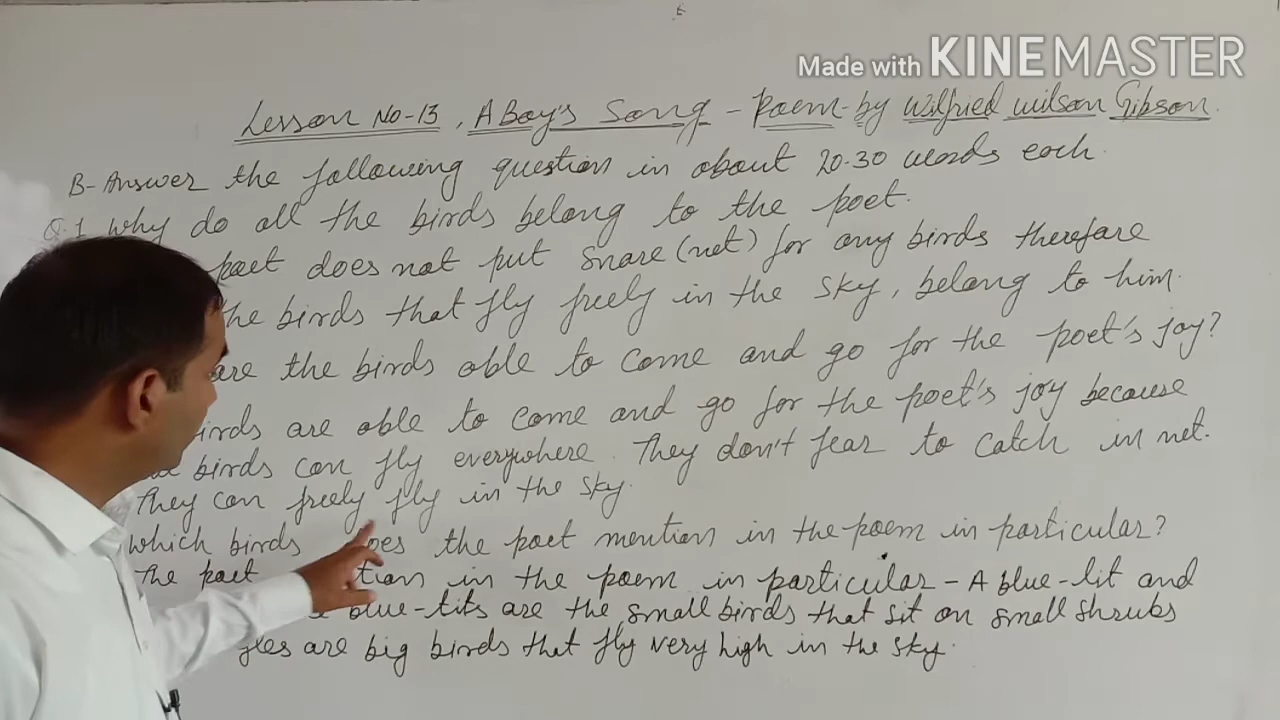 Made with KINEMASTER
Lesson No-13, A Boy's Song - Poem - by Wilfried Wilson Gibson.
B- Answer the following question in about 20-30 words each.
Q.1 Why do all the birds belong to the poet.
poet does not put snare (net) for any birds therefore
the birds that fly freely in the sky, belong to him.
are the birds able to come and go for the poet's joy?
birds are able to come and go for the poet's joy because
birds can fly everywhere. They don't fear to catch in net.
They can freely fly in the sky.
which birds does the poet mention in the poem in particular?
the poet in the poem in particular - A blue-tit and
blue-tits are the small birds that sit on small shrubs
are big birds that fly very high in the sky.